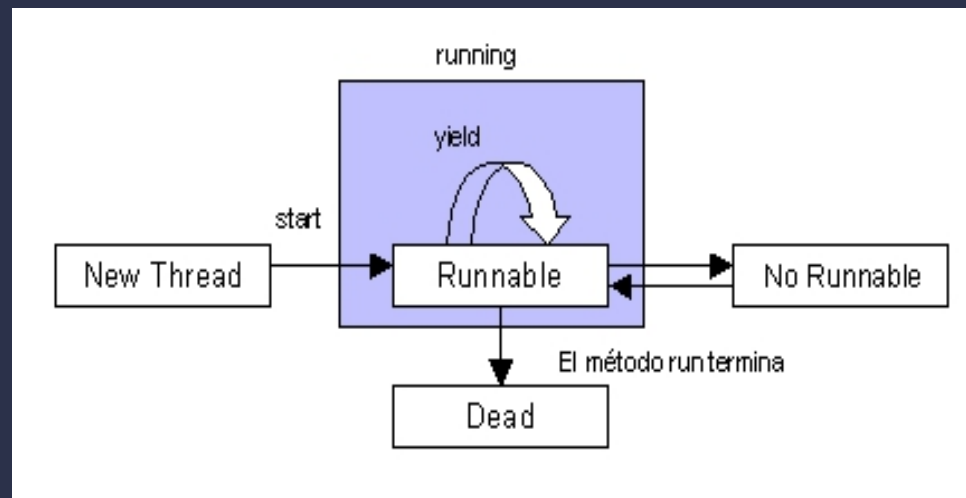 running
yield
start
New Thread
Runnable
No Runnable
El método run termina
Dead